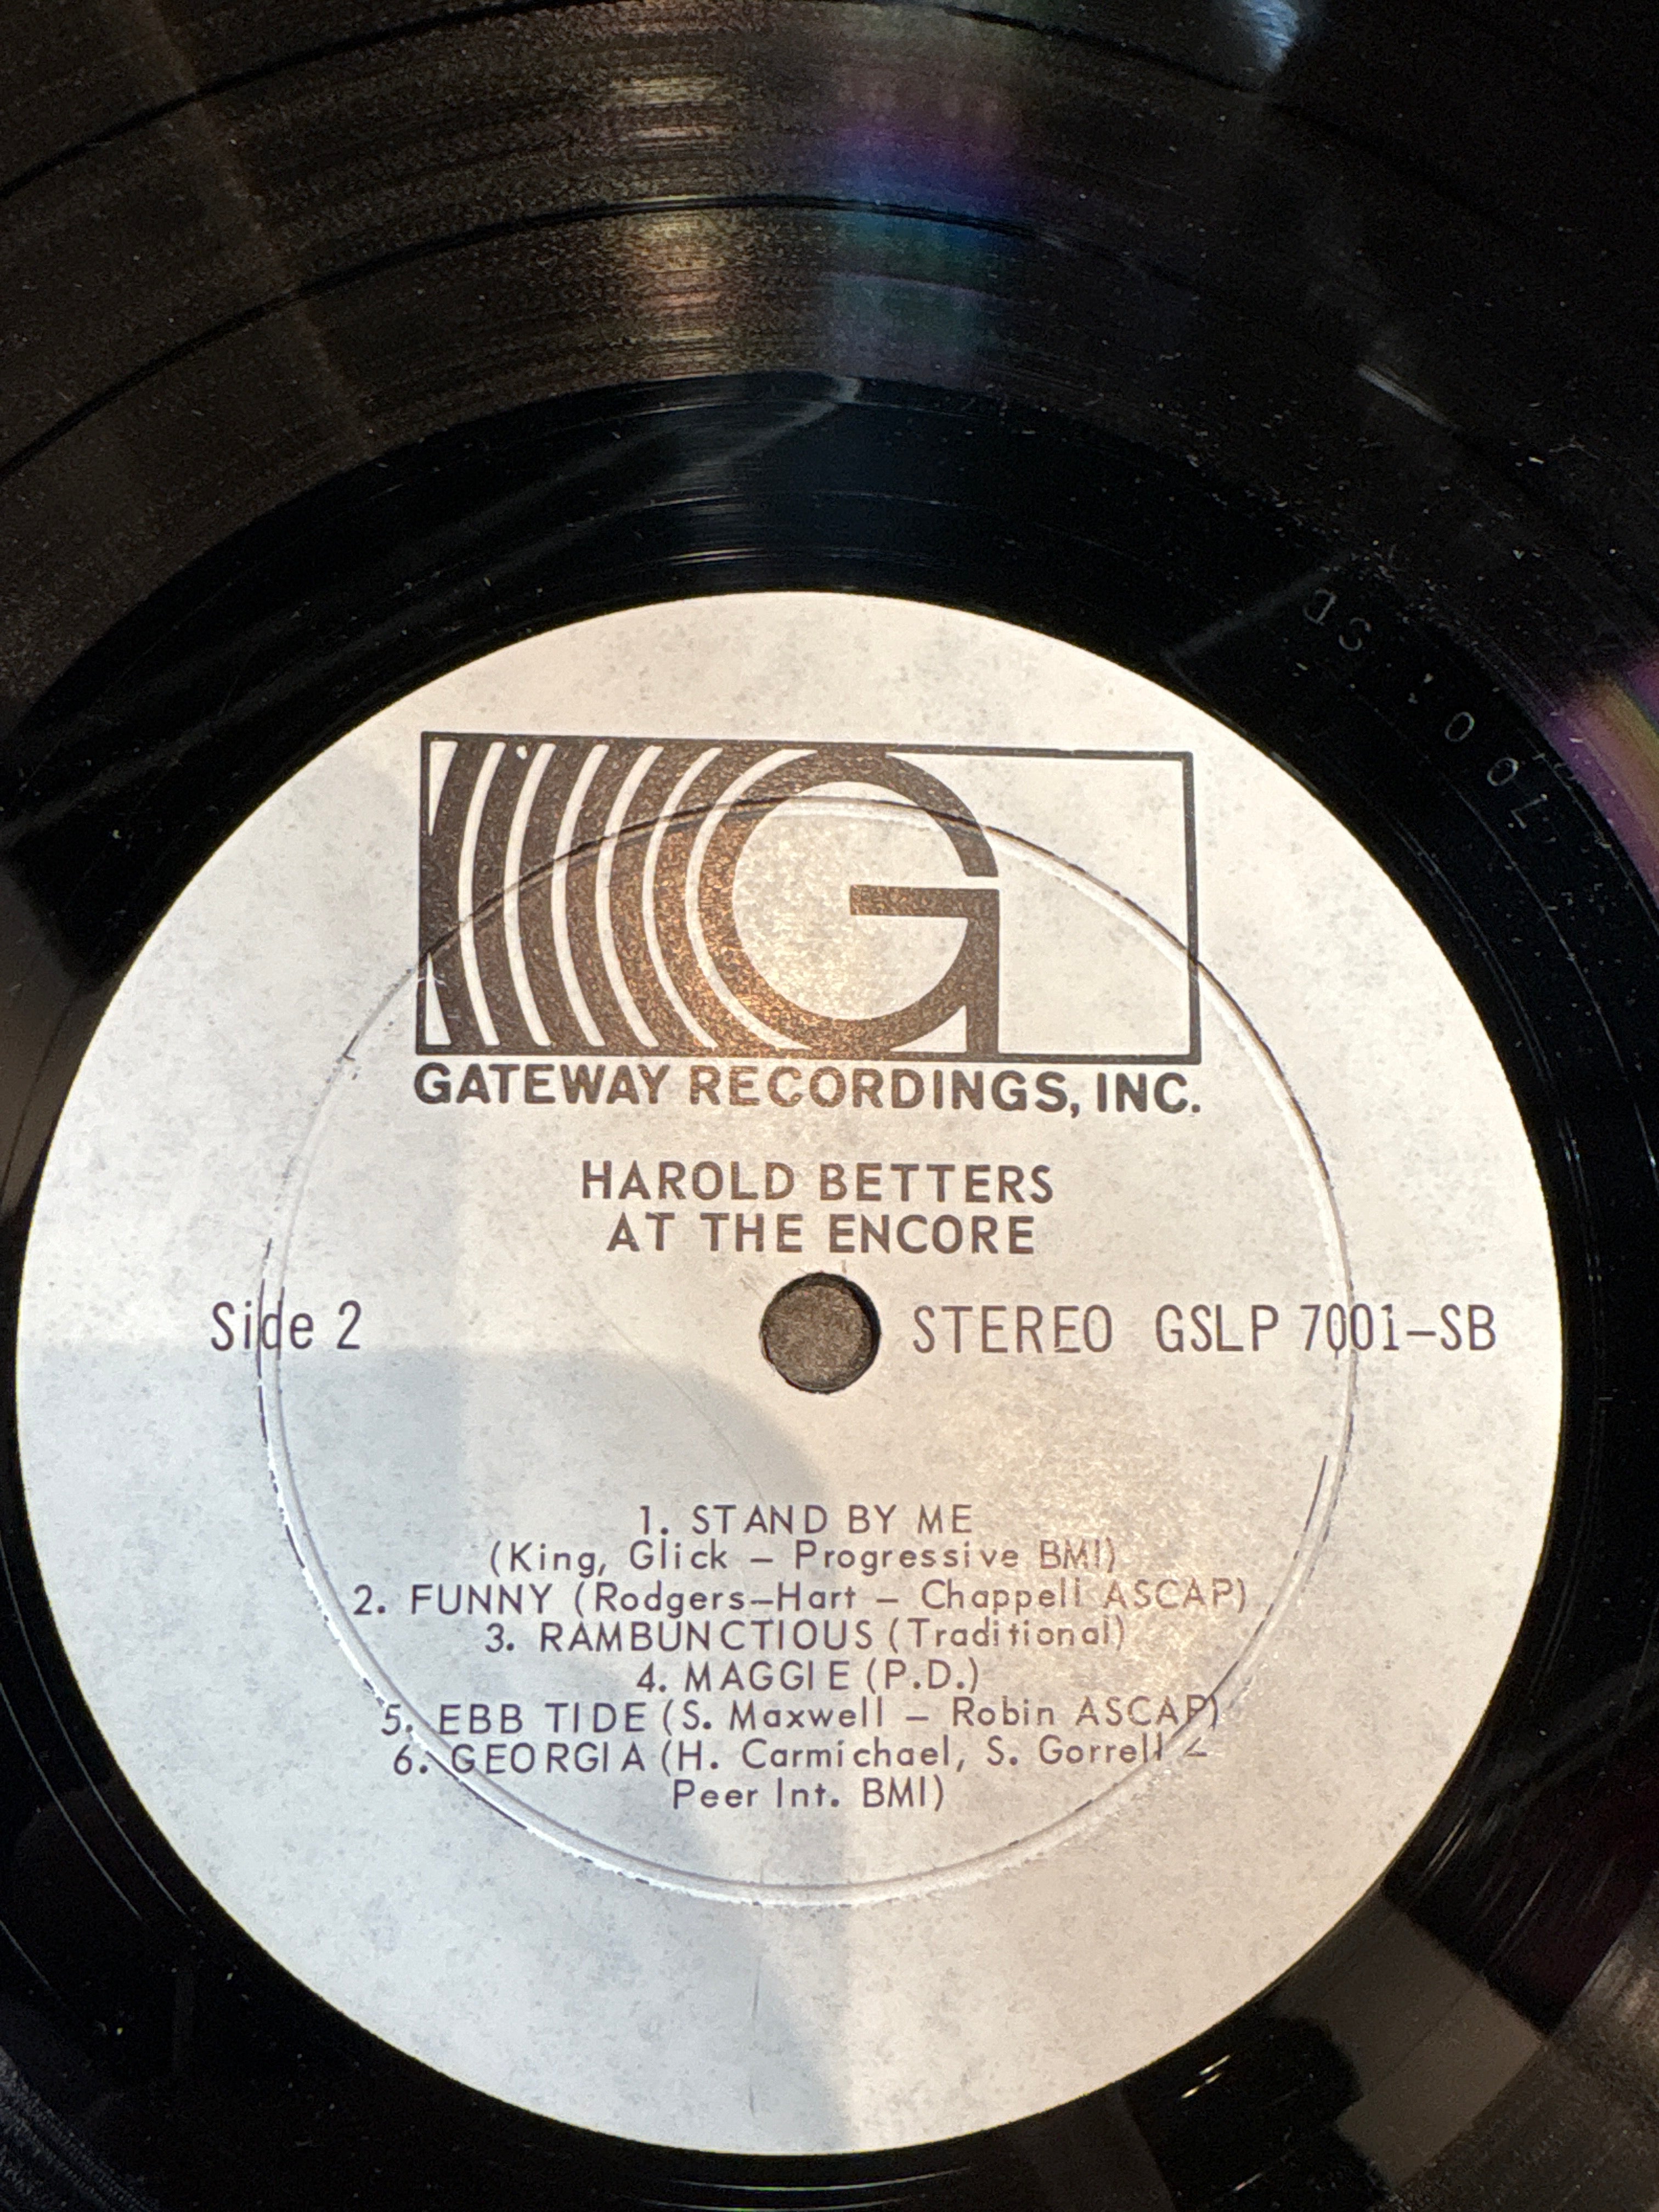 G
GATEWAY RECORDINGS, INC.
HAROLD BETTERS
AT THE ENCORE
Side 2
STEREO GSLP 7001-SB
1. STAND BY ME
(King, Glick - Progressive BMI)
2. FUNNY (Rodgers-Hart - Chappell ASCAP)
3. RAMBUNCTIOUS (Traditional)
4. MAGGIE (P.D.)
5. EBB TIDE (S. Maxwell - Robin ASCAP)
6. GEORGIA (H. Carmichael, S. Gorrell -
Peer Int. BMI)